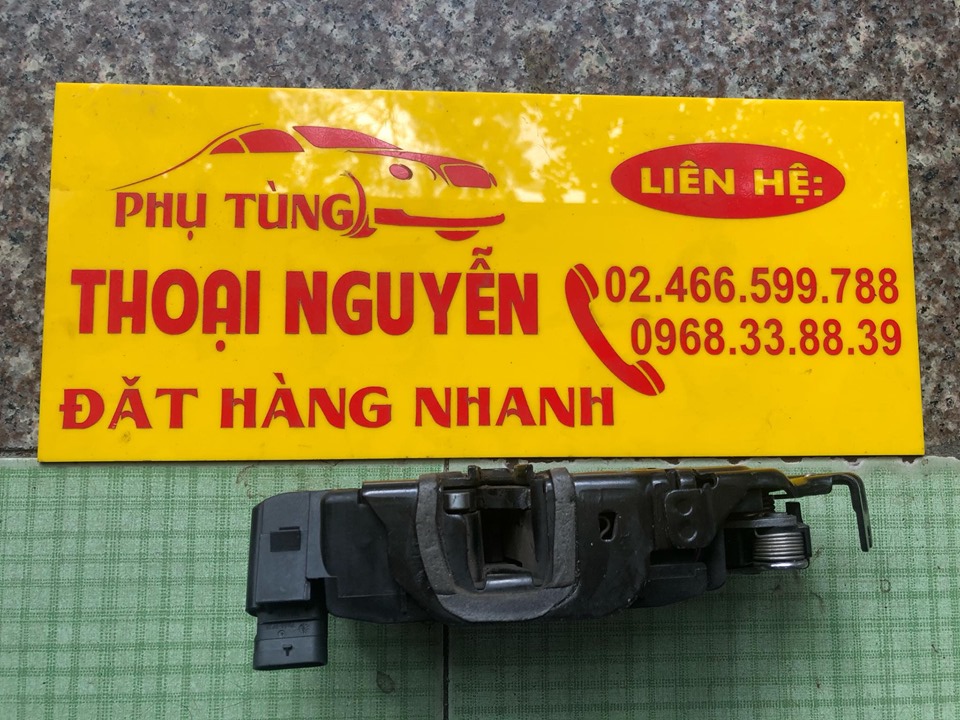 PHỤ TÙNG
THOẠI NGUYỄN
ĐẶT HÀNG NHANH
LIÊN HỆ:
02.466.599.788
0968.33.88.39